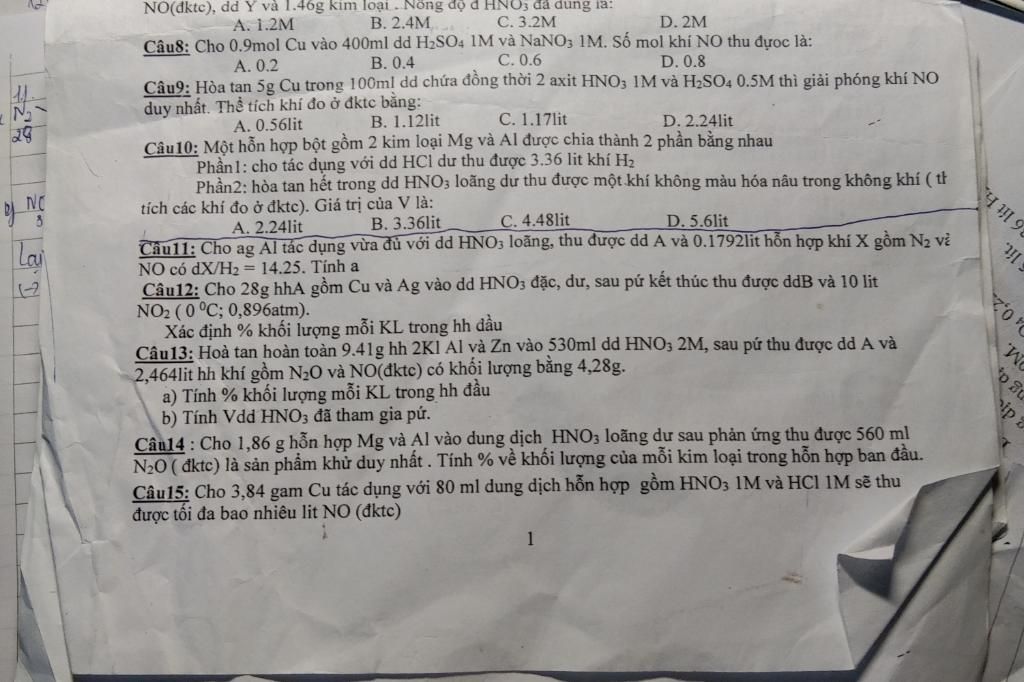 NO(đktc), dd Y và 1.46g kim loại . Nồng độ d HNO₃ đã dùng là:
A. 1.2M B. 2.4M C. 3.2M D. 2M
Câu8: Cho 0.9mol Cu vào 400ml dd H₂SO₄ 1M và NaNO₃ 1M. Số mol khí NO thu đựoc là:
A. 0.2 B. 0.4 C. 0.6 D. 0.8
Câu9: Hòa tan 5g Cu trong 100ml dd chứa đồng thời 2 axit HNO₃ 1M và H₂SO₄ 0.5M thì giải phóng khí NO
duy nhất. Thể tích khí đo ở đktc bằng:
A. 0.56lit B. 1.12lit C. 1.17lit D. 2.24lit
Câu10: Một hỗn hợp bột gồm 2 kim loại Mg và Al được chia thành 2 phần bằng nhau
Phần1: cho tác dụng với dd HCl dư thu được 3.36 lit khí H₂
Phần2: hòa tan hết trong dd HNO₃ loãng dư thu được một khí không màu hóa nâu trong không khí ( th
tích các khí đo ở đktc). Giá trị của V là:
A. 2.24lit B. 3.36lit C. 4.48lit D. 5.6lit
Câu11: Cho ag Al tác dụng vừa đủ với dd HNO₃ loãng, thu được dd A và 0.1792lit hỗn hợp khí X gồm N₂ và
NO có dX/H₂ = 14.25. Tính a
Câu12: Cho 28g hhA gồm Cu và Ag vào dd HNO₃ đặc, dư, sau pứ kết thúc thu được ddB và 10 lit
NO₂ ( 0 ⁰C; 0,896atm).
Xác định % khối lượng mỗi KL trong hh đầu
Câu13: Hoà tan hoàn toàn 9.41g hh 2Kl Al và Zn vào 530ml dd HNO₃ 2M, sau pứ thu được dd A và
2,464lit hh khí gồm N₂O và NO(đktc) có khối lượng bằng 4,28g.
a) Tính % khối lượng mỗi KL trong hh đầu
b) Tính Vdd HNO₃ đã tham gia pứ.
Câu14 : Cho 1,86 g hỗn hợp Mg và Al vào dung dịch HNO₃ loãng dư sau phản ứng thu được 560 ml
N₂O ( đktc) là sản phẩm khử duy nhất . Tính % về khối lượng của mỗi kim loại trong hỗn hợp ban đầu.
Câu15: Cho 3,84 gam Cu tác dụng với 80 ml dung dịch hỗn hợp gồm HNO₃ 1M và HCl 1M sẽ thu
được tối đa bao nhiêu lit NO (đktc)
1
11.
N₂
28
b) NO
3
Loại